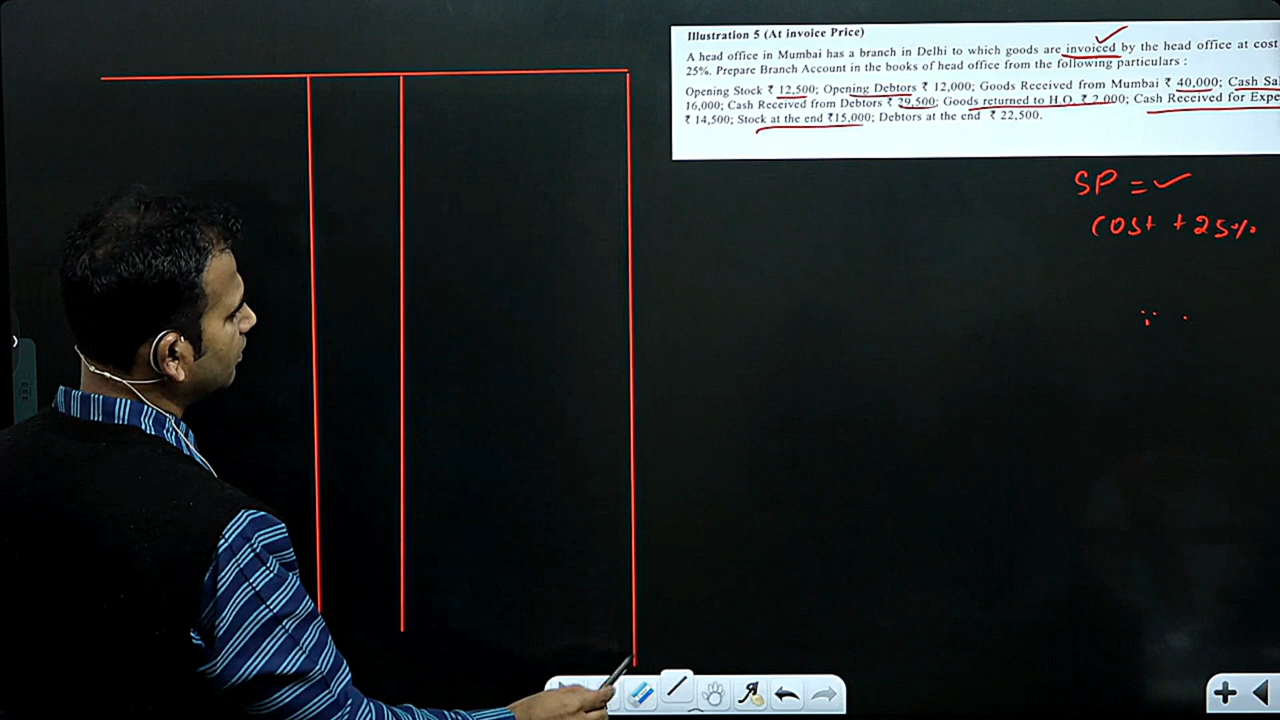 Illustration 5 (At invoice Price)
A head office in Mumbai has a branch in Delhi to which goods are invoiced by the head office at cost
25%. Prepare Branch Account in the books of head office from the following particulars :
Opening Stock ₹ 12,500; Opening Debtors ₹ 12,000; Goods Received from Mumbai ₹ 40,000; Cash
16,000; Cash Received from Debtors ₹ 29,500; Goods returned to H.O. ₹ 2,000; Cash Received for
₹ 14,500; Stock at the end ₹15,000; Debtors at the end ₹ 22,500.
SP =
Cost + 25%